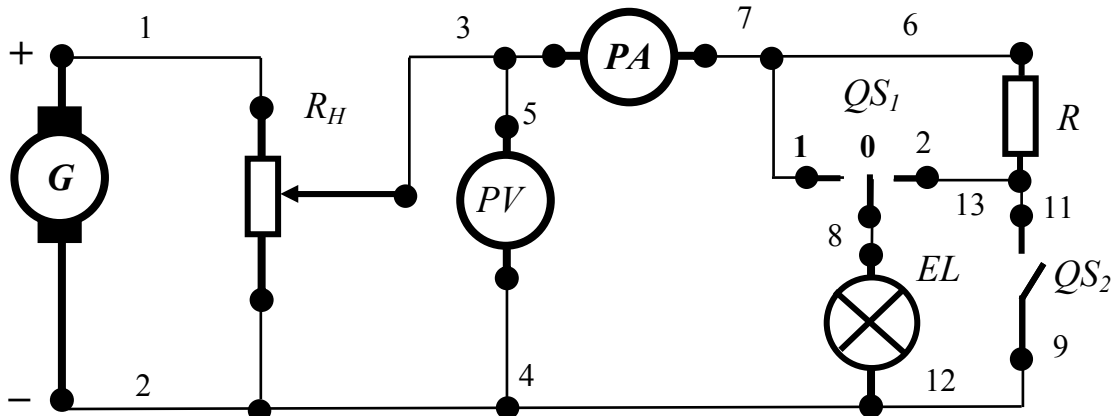 1 3 7 6
+ PA
R_H QS_1
5 1 0 2 R
G PV 13 11
8 EL QS_2
9
− 2 4 12